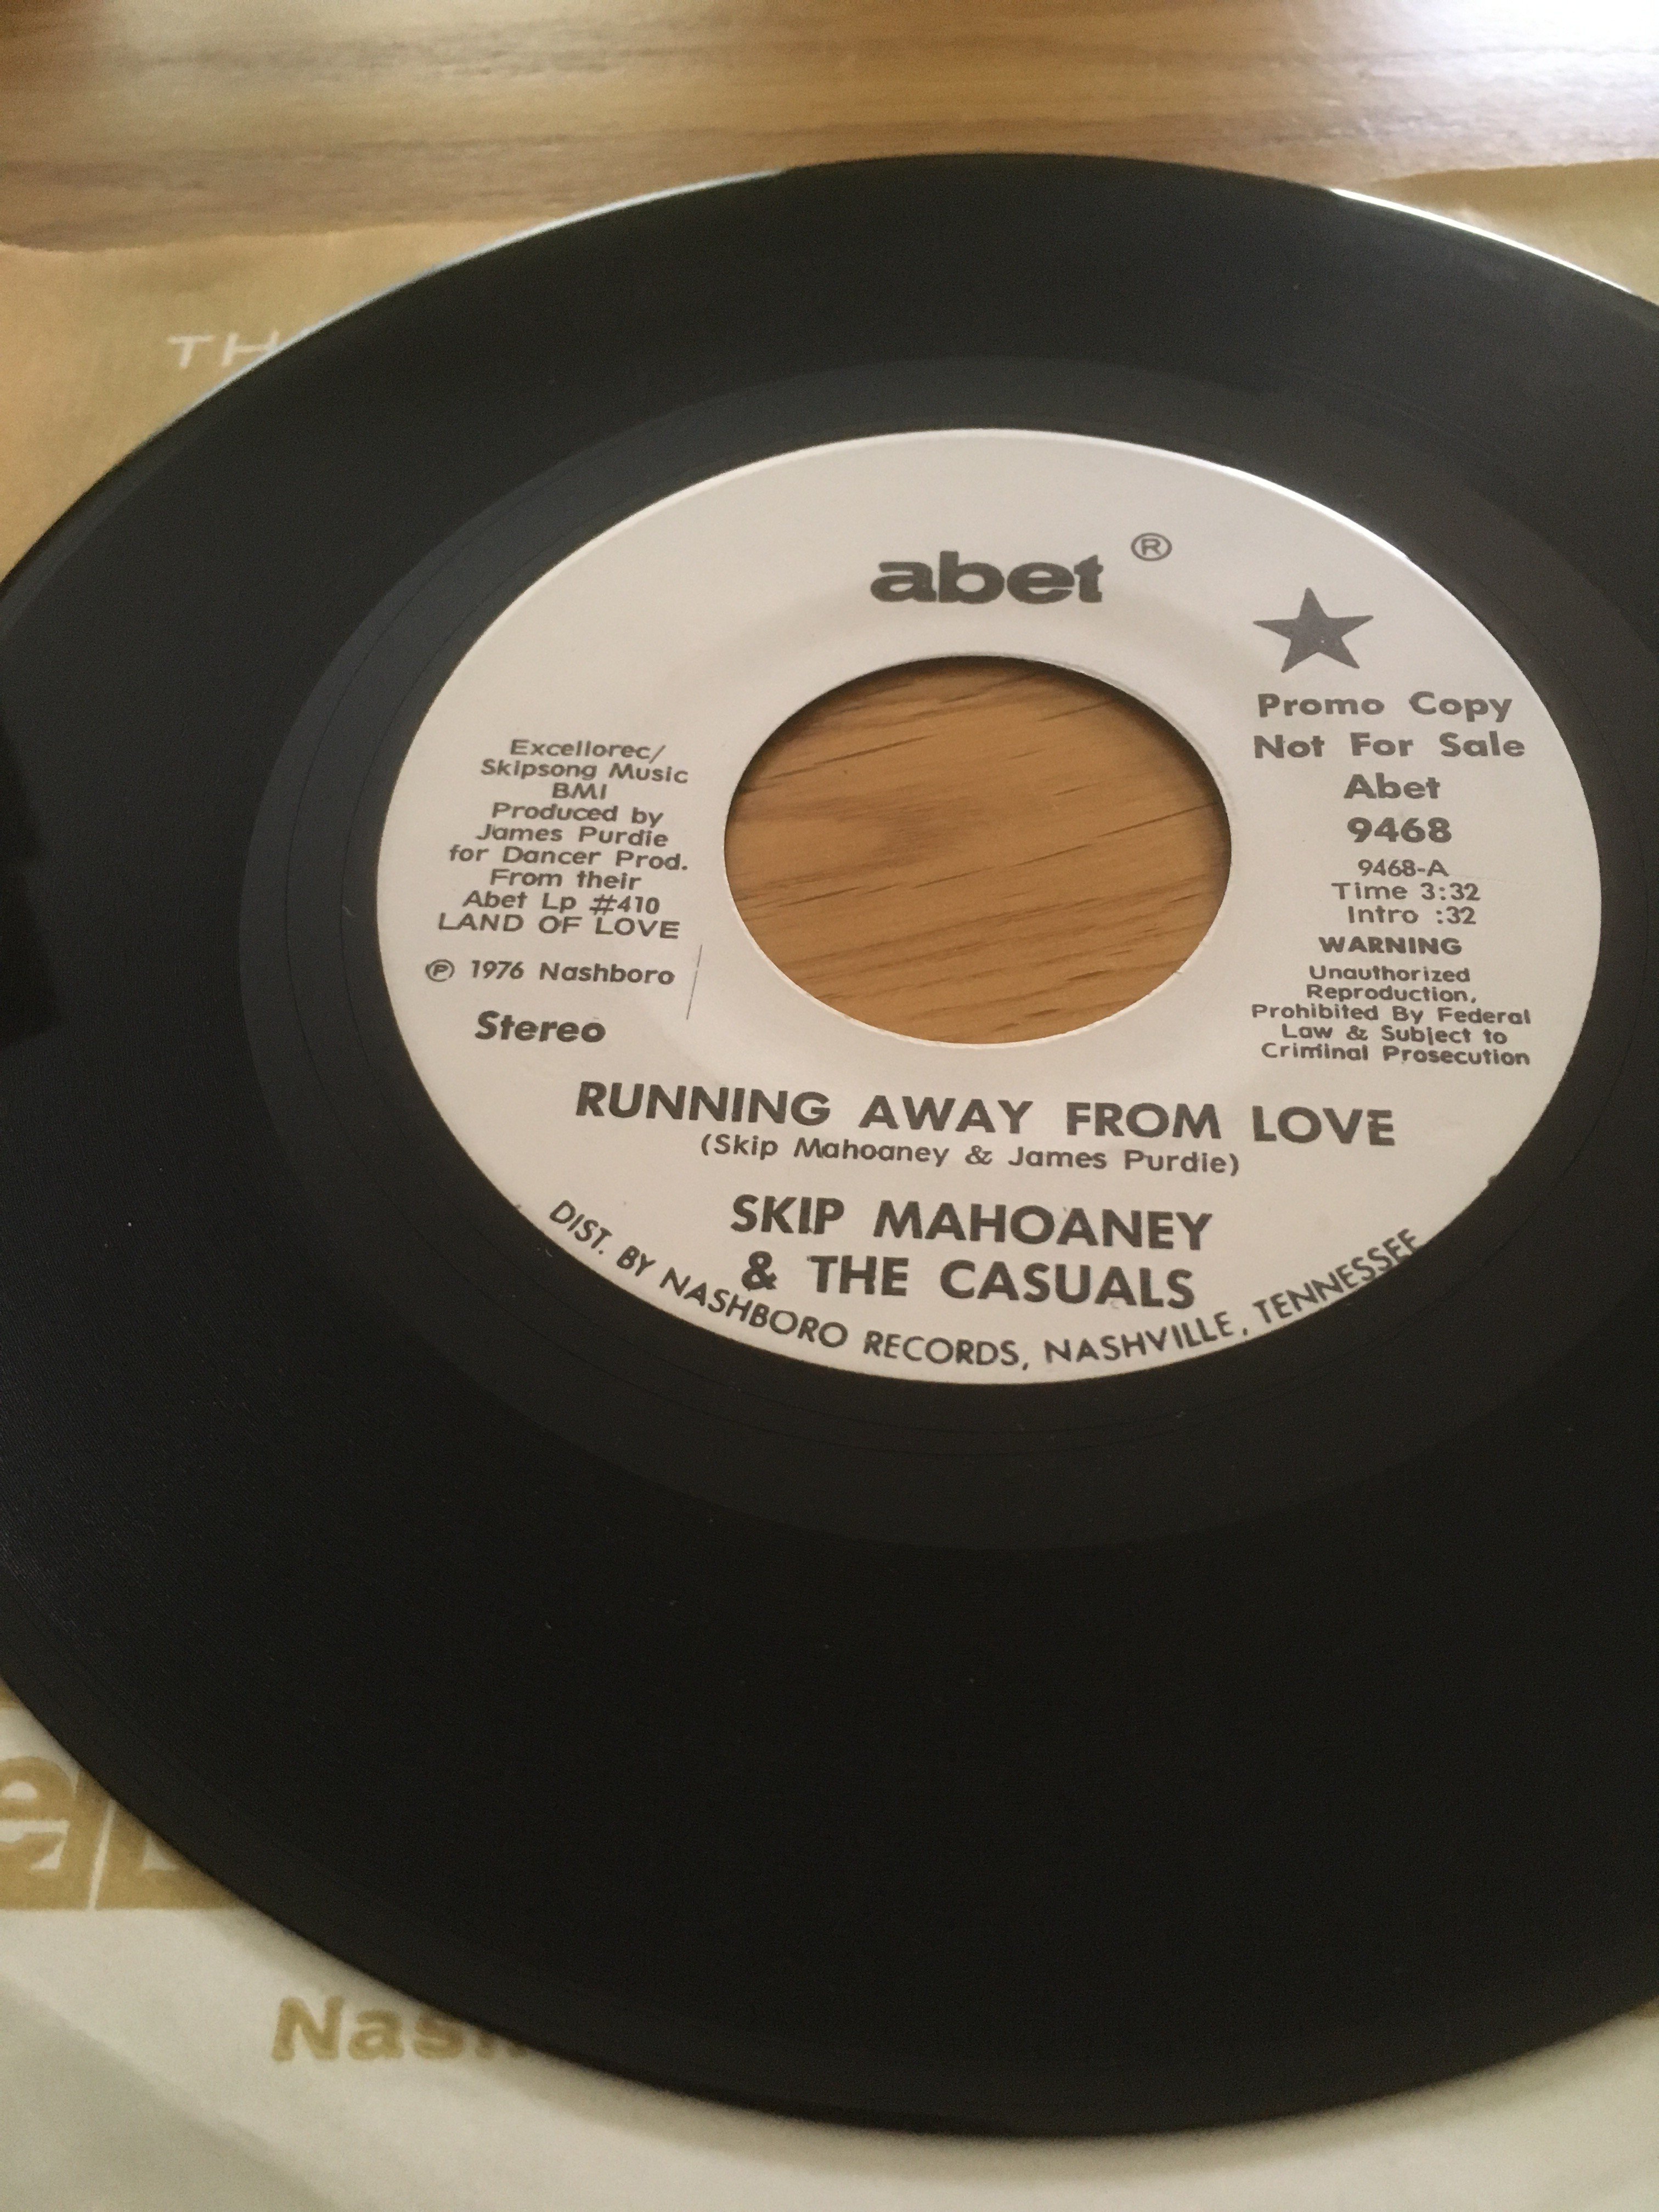 TH
abet ®
Promo Copy
Not For Sale
Abet
9468
9468-A
Time 3:32
Intro :32
WARNING
Unauthorized
Reproduction,
Prohibited By Federal
Law & Subject to
Criminal Prosecution
Excellorec/
Skipsong Music
BMI
Produced by
James Purdie
for Dancer Prod.
From their
Abet Lp #410
LAND OF LOVE
℗ 1976 Nashboro
Stereo
RUNNING AWAY FROM LOVE
(Skip Mahoaney & James Purdie)
SKIP MAHOANEY
& THE CASUALS
DIST. BY NASHBORO RECORDS, NASHVILLE, TENNESSEE
Nas